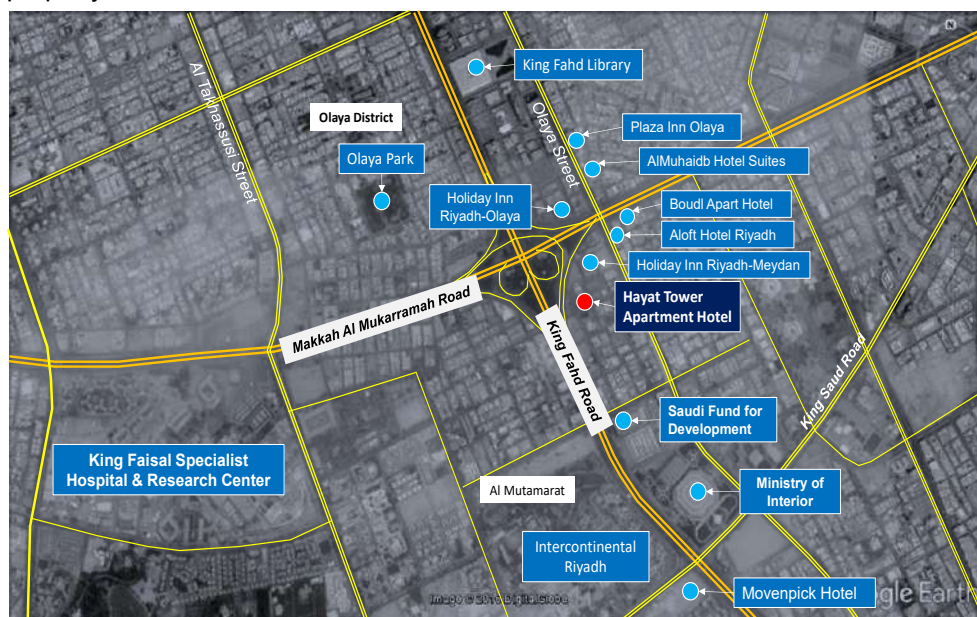 N
King Fahd Library
Al Takhassusi Street
Olaya District
Olaya Street
Plaza Inn Olaya
Olaya Park
AlMuhaidb Hotel Suites
Holiday Inn
Riyadh-Olaya
Boudl Apart Hotel
Aloft Hotel Riyadh
Holiday Inn Riyadh-Meydan
Hayat Tower
Apartment Hotel
Makkah Al Mukarramah Road
King Fahd Road
King Saud Road
Saudi Fund for
Development
King Faisal Specialist
Hospital & Research Center
Al Mutamarat
Ministry of
Interior
Intercontinental
Riyadh
Movenpick Hotel
gle Earth